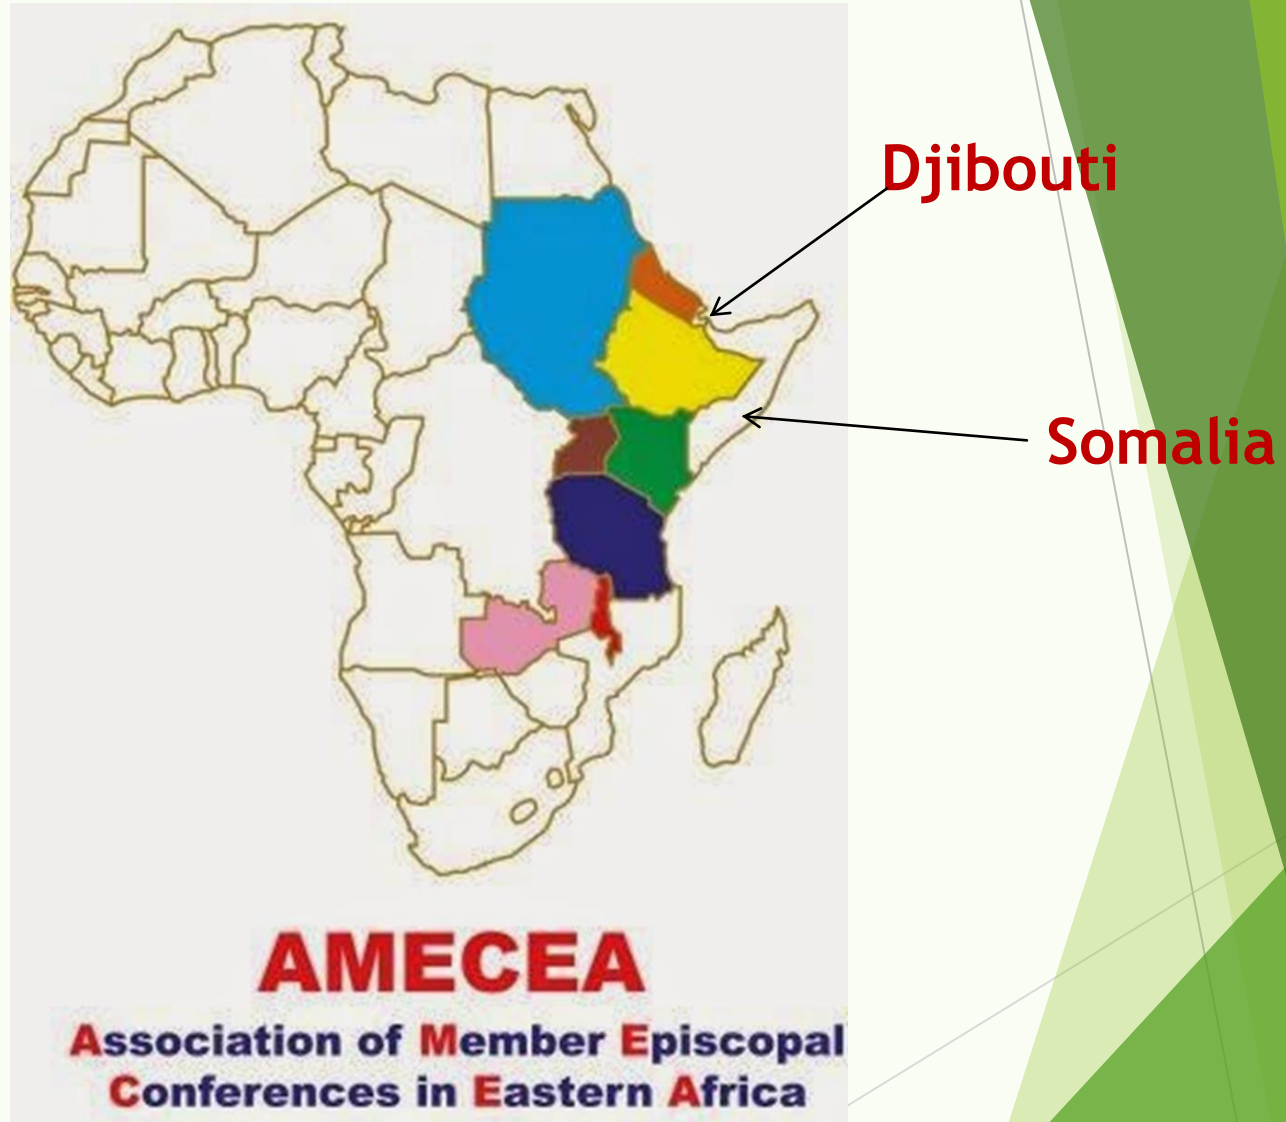 Djibouti
Somalia
AMECEA
Association of Member Episcopal
Conferences in Eastern Africa